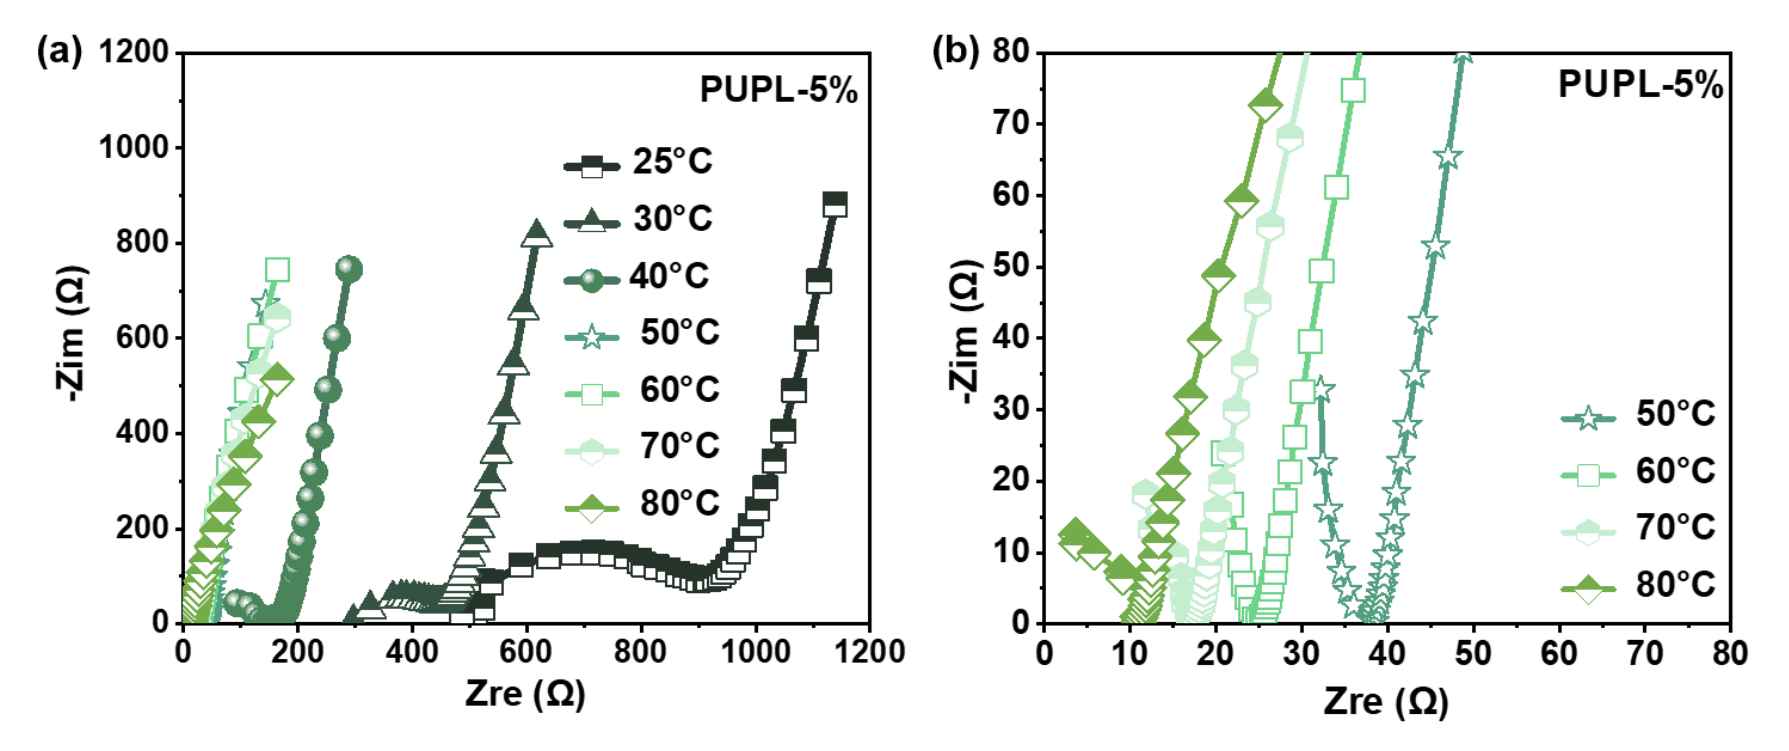 (a)
1200
1000
800
600
400
200
0
-Zim (Ω)
PUPL-5%
25°C
30°C
40°C
50°C
60°C
70°C
80°C
0 200 400 600 800 1000 1200
Zre (Ω)
(b)
80
70
60
50
40
30
20
10
0
-Zim (Ω)
PUPL-5%
50°C
60°C
70°C
80°C
0 10 20 30 40 50 60 70 80
Zre (Ω)